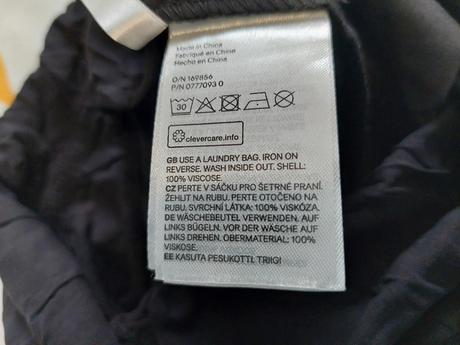 Made in China
Fabriqué en China
Hecho en China
O/N 169856
P/N 0777093 0
30
clevercare.info
GB USE A LAUNDRY BAG. IRON ON
REVERSE. WASH INSIDE OUT. SHELL:
100% VISCOSE.
CZ PERTE V SÁČKU PRO ŠETRNÉ PRANÍ.
ŽEHLIT NA RUBU. PERTE OTOČENO NA
RUBU. SVRCHNÍ LÁTKA: 100% VISKÓZA.
DE WÄSCHEBEUTEL VERWENDEN. AUF
LINKS BÜGELN. VOR DER WÄSCHE AUF
LINKS DREHEN. OBERMATERIAL: 100%
VISKOSE.
EE KASUTA PESUKOTTI. TRIIGI